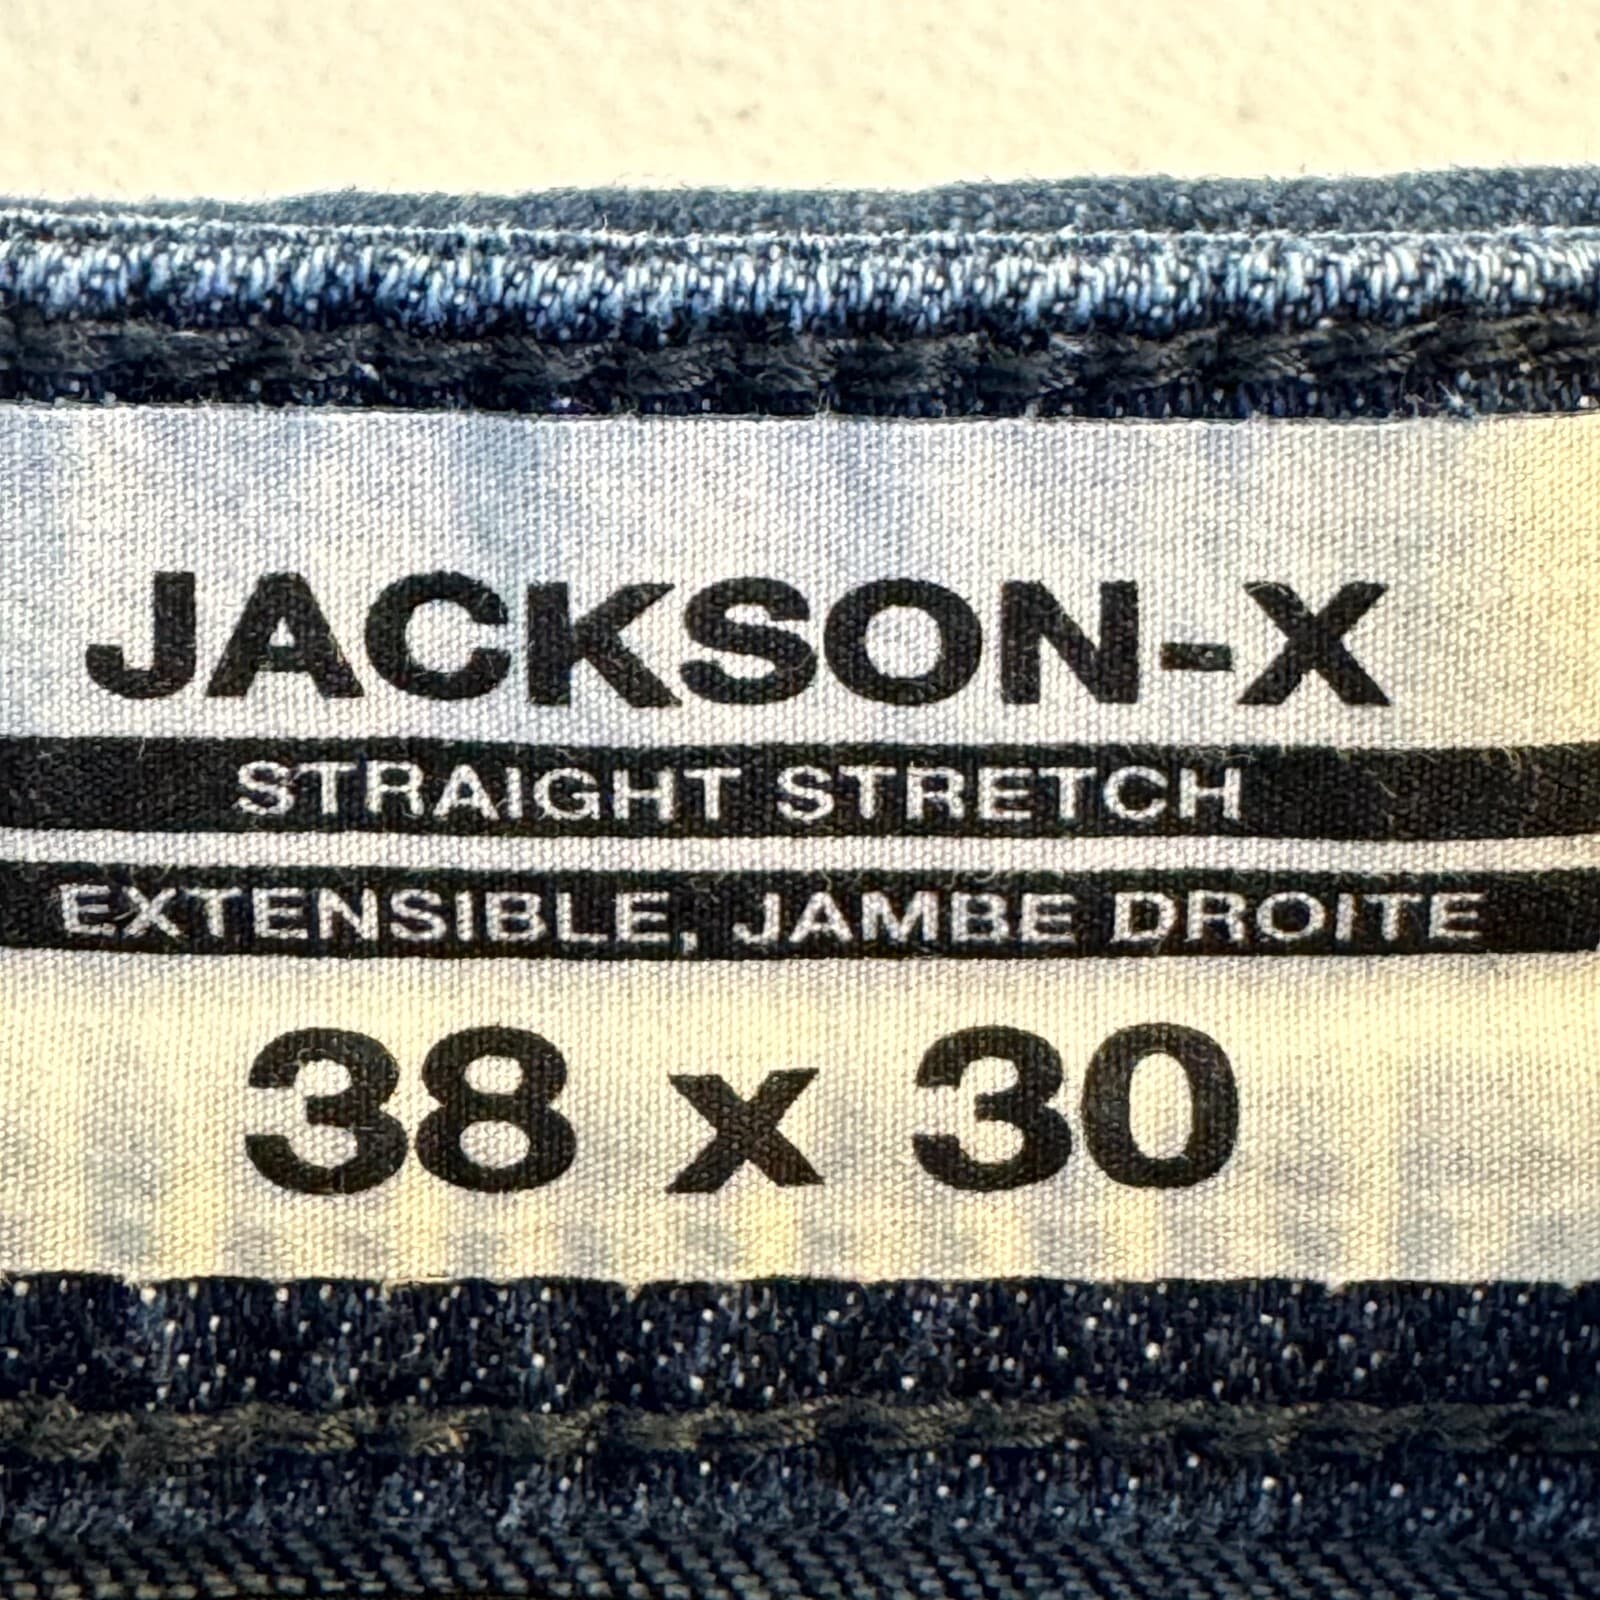 JACKSON-X
STRAIGHT STRETCH
EXTENSIBLE, JAMBE DROITE
38 x 30